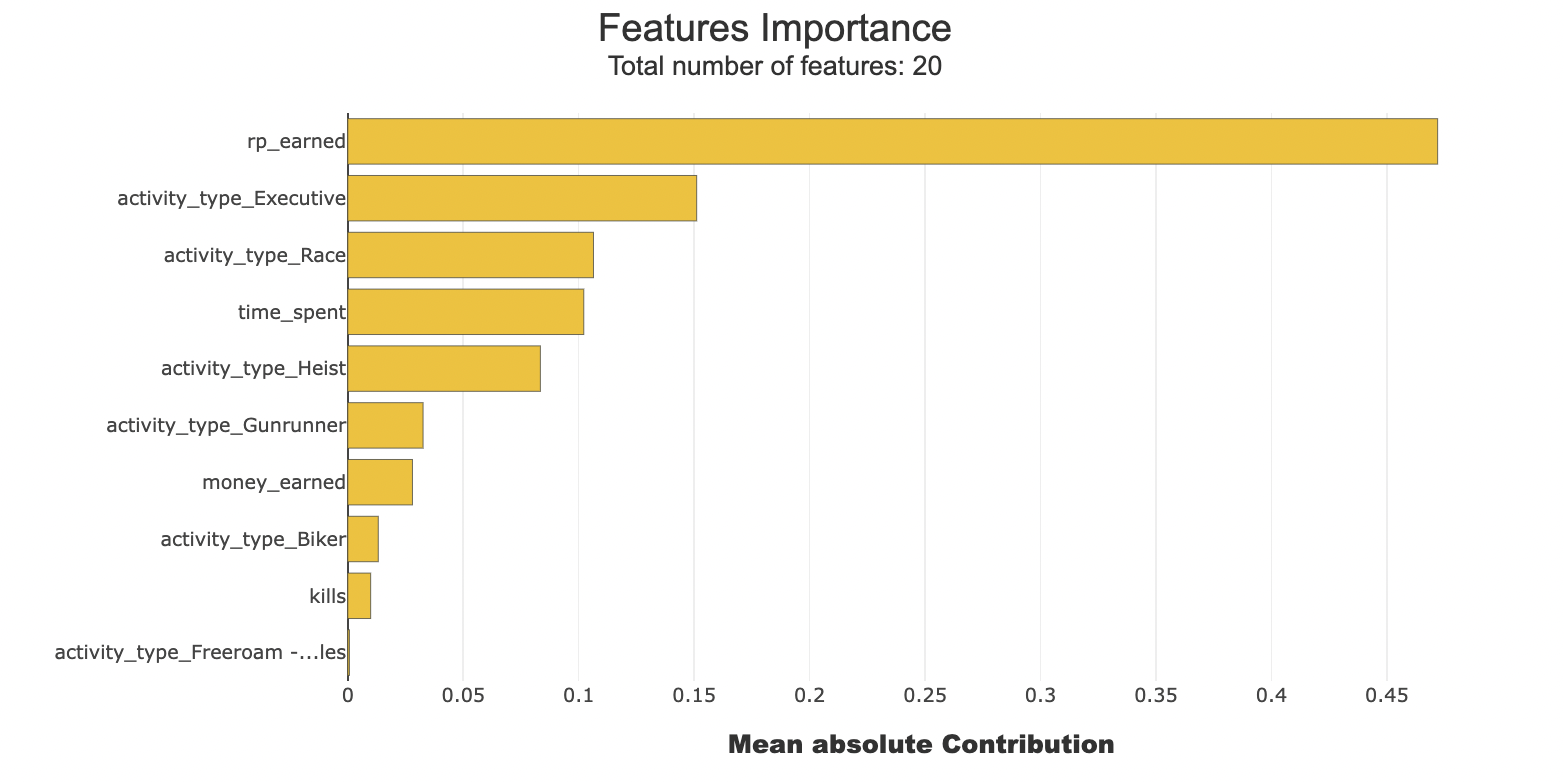 Features Importance
Total number of features: 20
rp_earned
activity_type_Executive
activity_type_Race
time_spent
activity_type_Heist
activity_type_Gunrunner
money_earned
activity_type_Biker
kills
activity_type_Freeroam -...les
0 0.05 0.1 0.15 0.2 0.25 0.3 0.35 0.4 0.45
Mean absolute Contribution